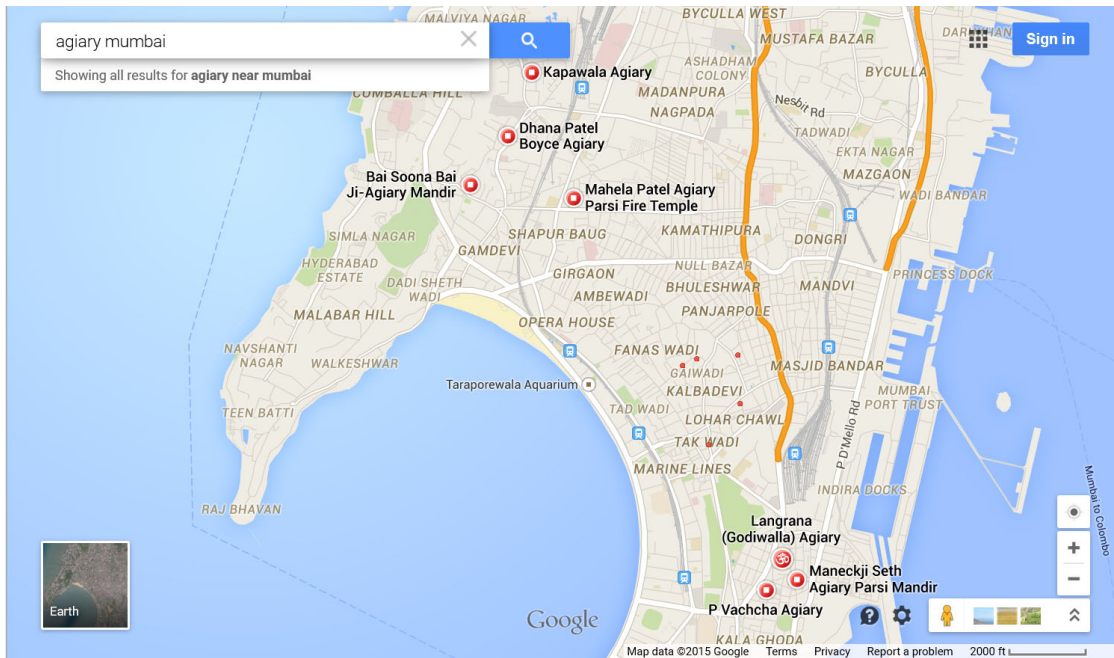 MALVIYA NAGAR
BYCULLA WEST
agiary mumbai
Sign in
MUSTAFA BAZAR
Showing all results for agiary near mumbai
Kapawala Agiary
ASHADHAM
COLONY
BYCULLA
CUMBALLA HILL
MADANPURA
NAGPADA
Nesbit Rd
TADWADI
Dhana Patel
Boyce Agiary
EKTA NAGAR
MAZGAON
Bai Soona Bai
Ji-Agiary Mandir
Mahela Patel Agiary
Parsi Fire Temple
WADI BANDAR
SIMLA NAGAR
SHAPUR BAUG
KAMATHIPURA
DONGRI
GAMDEVI
HYDERABAD
ESTATE
DADI SHETH
WADI
GIRGAON
NULL BAZAR
PRINCESS DOCK
AMBEWADI
BHULESHWAR
MANDVI
MALABAR HILL
OPERA HOUSE
PANJARPOLE
NAVSHANTI
NAGAR
WALKESHWAR
FANAS WADI
GAIWADI
MASJID BANDAR
Taraporewala Aquarium
KALBADEVI
MUMBAI
PORT TRUST
TEEN BATTI
TAD WADI
LOHAR CHAWL
P D'Mello Rd
TAK WADI
MARINE LINES
INDIRA DOCKS
RAJ BHAVAN
Mumbai to Colombo
Langrana
(Godiwalla) Agiary
Maneckji Seth
Agiary Parsi Mandir
P Vachcha Agiary
Earth
Google
KALA GHODA
Map data ©2015 Google
Terms
Privacy
Report a problem
2000 ft